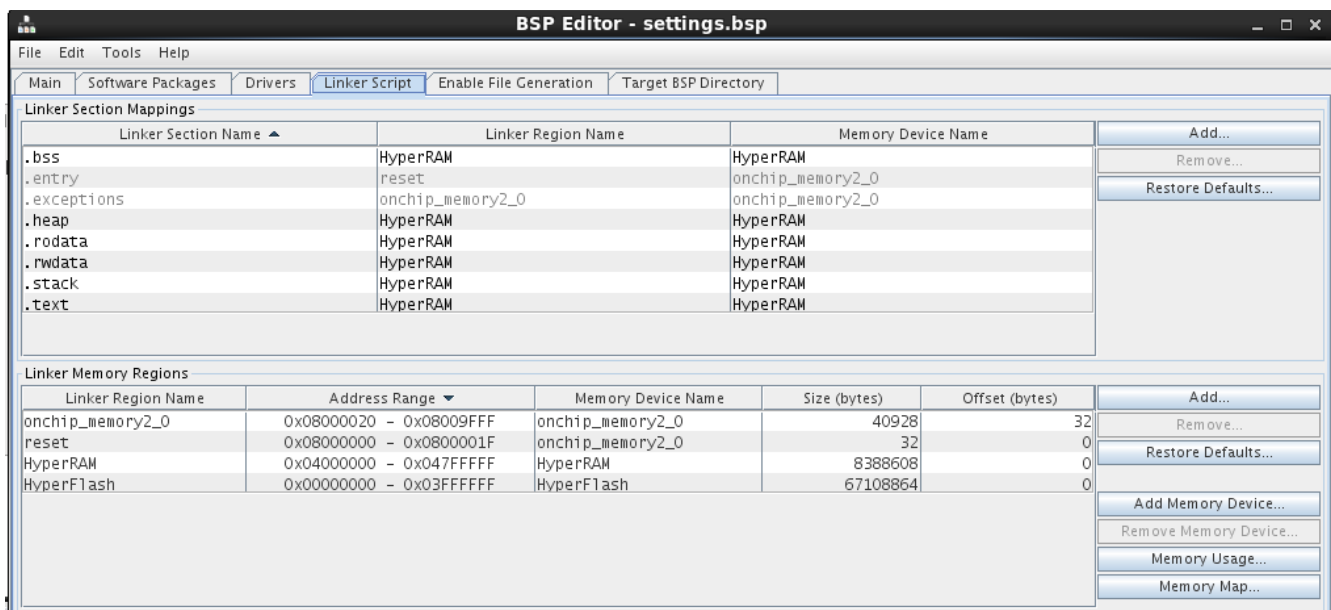 BSP Editor - settings.bsp
File Edit Tools Help
Main Software Packages Drivers Linker Script Enable File Generation Target BSP Directory
Linker Section Mappings
Linker Section Name Linker Region Name Memory Device Name Add...
.bss HyperRAM HyperRAM Remove...
.entry reset onchip_memory2_0 Restore Defaults...
.exceptions onchip_memory2_0 onchip_memory2_0
.heap HyperRAM HyperRAM
.rodata HyperRAM HyperRAM
.rwdata HyperRAM HyperRAM
.stack HyperRAM HyperRAM
.text HyperRAM HyperRAM
Linker Memory Regions
Linker Region Name Address Range Memory Device Name Size (bytes) Offset (bytes) Add...
onchip_memory2_0 0x08000020 - 0x08009FFF onchip_memory2_0 40928 32 Remove...
reset 0x08000000 - 0x0800001F onchip_memory2_0 32 0 Restore Defaults...
HyperRAM 0x04000000 - 0x047FFFFF HyperRAM 8388608 0
HyperFlash 0x00000000 - 0x03FFFFFF HyperFlash 67108864 0
Add Memory Device...
Remove Memory Device...
Memory Usage...
Memory Map...